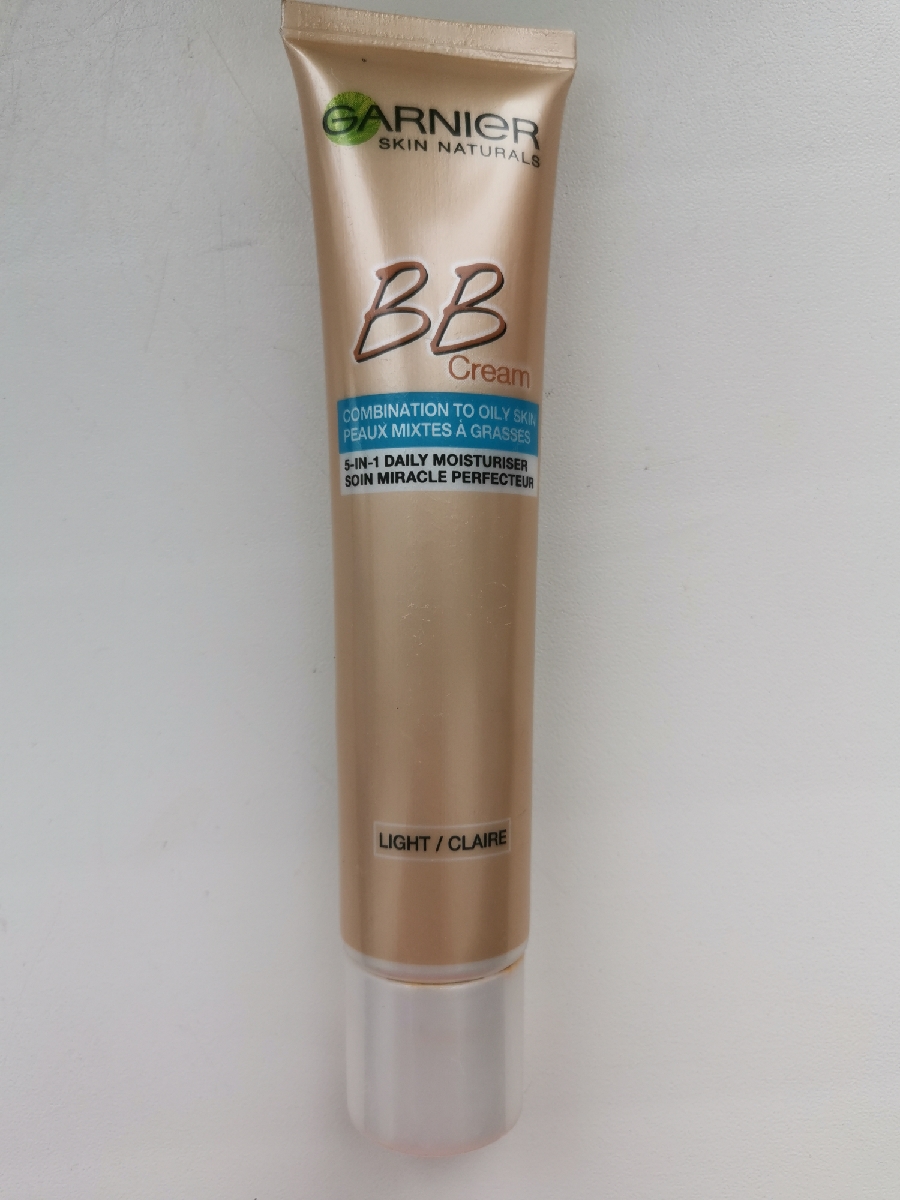 GARNIER
SKIN NATURALS
BB
Cream
COMBINATION TO OILY SKIN
PEAUX MIXTES À GRASSES
5-IN-1 DAILY MOISTURISER
SOIN MIRACLE PERFECTEUR
LIGHT / CLAIRE